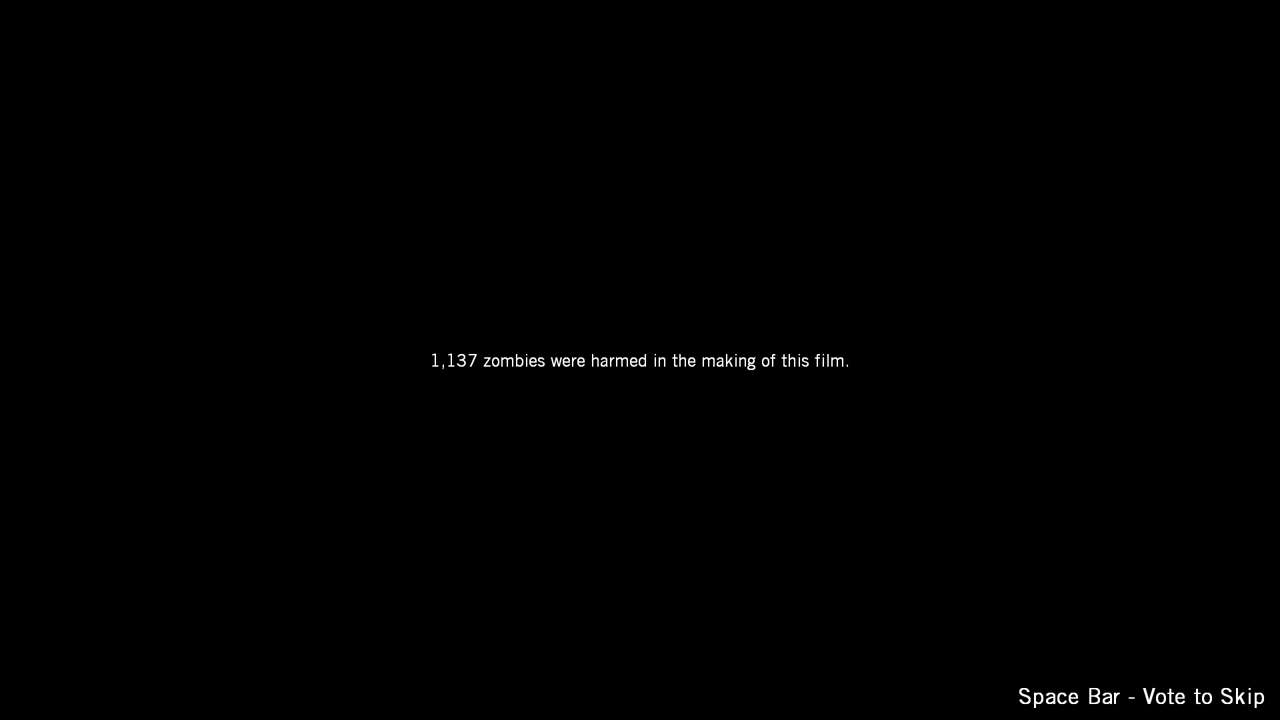 1,137 zombies were harmed in the making of this film.
Space Bar - Vote to Skip